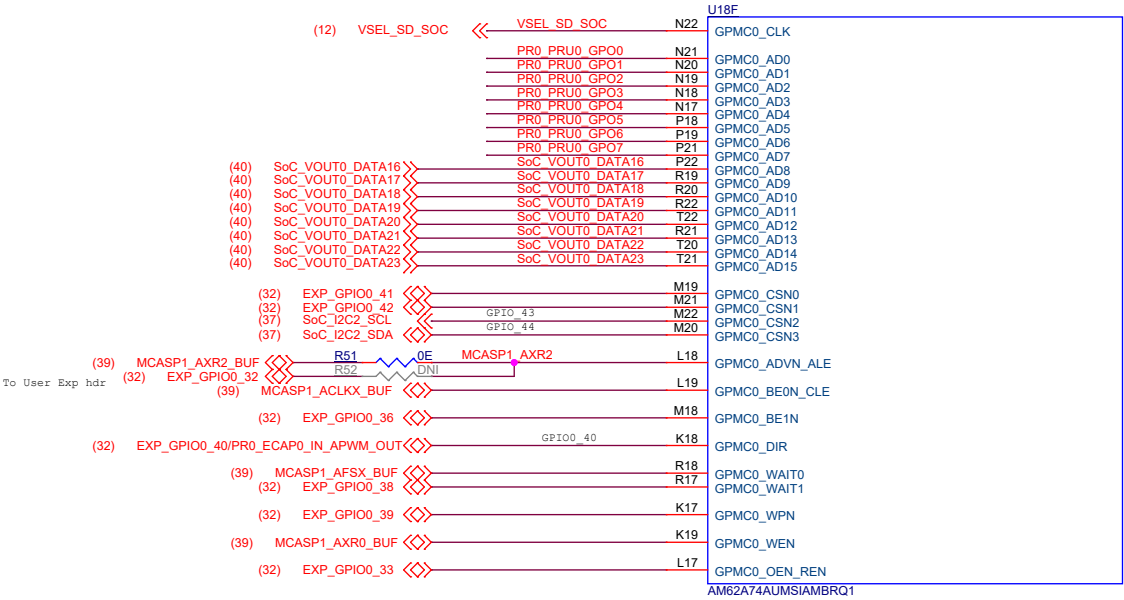 U18F
(12) VSEL_SD_SOC VSEL_SD_SOC N22 GPMC0_CLK
PR0_PRU0_GPO0 N21 GPMC0_AD0
PR0_PRU0_GPO1 N20 GPMC0_AD1
PR0_PRU0_GPO2 N19 GPMC0_AD2
PR0_PRU0_GPO3 N18 GPMC0_AD3
PR0_PRU0_GPO4 N17 GPMC0_AD4
PR0_PRU0_GPO5 P18 GPMC0_AD5
PR0_PRU0_GPO6 P19 GPMC0_AD6
PR0_PRU0_GPO7 P21 GPMC0_AD7
(40) SoC_VOUT0_DATA16 SoC_VOUT0_DATA16 P22 GPMC0_AD8
(40) SoC_VOUT0_DATA17 SoC_VOUT0_DATA17 R19 GPMC0_AD9
(40) SoC_VOUT0_DATA18 SoC_VOUT0_DATA18 R20 GPMC0_AD10
(40) SoC_VOUT0_DATA19 SoC_VOUT0_DATA19 R22 GPMC0_AD11
(40) SoC_VOUT0_DATA20 SoC_VOUT0_DATA20 T22 GPMC0_AD12
(40) SoC_VOUT0_DATA21 SoC_VOUT0_DATA21 R21 GPMC0_AD13
(40) SoC_VOUT0_DATA22 SoC_VOUT0_DATA22 T20 GPMC0_AD14
(40) SoC_VOUT0_DATA23 SoC_VOUT0_DATA23 T21 GPMC0_AD15
(32) EXP_GPIO0_41 M19 GPMC0_CSN0
(32) EXP_GPIO0_42 M21 GPMC0_CSN1
(37) SoC_I2C2_SCL GPIO_43 M22 GPMC0_CSN2
(37) SoC_I2C2_SDA GPIO_44 M20 GPMC0_CSN3
(39) MCASP1_AXR2_BUF R51 0E MCASP1_AXR2 L18 GPMC0_ADVN_ALE
To User Exp hdr (32) EXP_GPIO0_32 R52 DNI
(39) MCASP1_ACLKX_BUF L19 GPMC0_BE0N_CLE
(32) EXP_GPIO0_36 M18 GPMC0_BE1N
(32) EXP_GPIO0_40/PR0_ECAP0_IN_APWM_OUT GPIO0_40 K18 GPMC0_DIR
(39) MCASP1_AFSX_BUF R18 GPMC0_WAIT0
(32) EXP_GPIO0_38 R17 GPMC0_WAIT1
(32) EXP_GPIO0_39 K17 GPMC0_WPN
(39) MCASP1_AXR0_BUF K19 GPMC0_WEN
(32) EXP_GPIO0_33 L17 GPMC0_OEN_REN
AM62A74AUMSIAMBRQ1